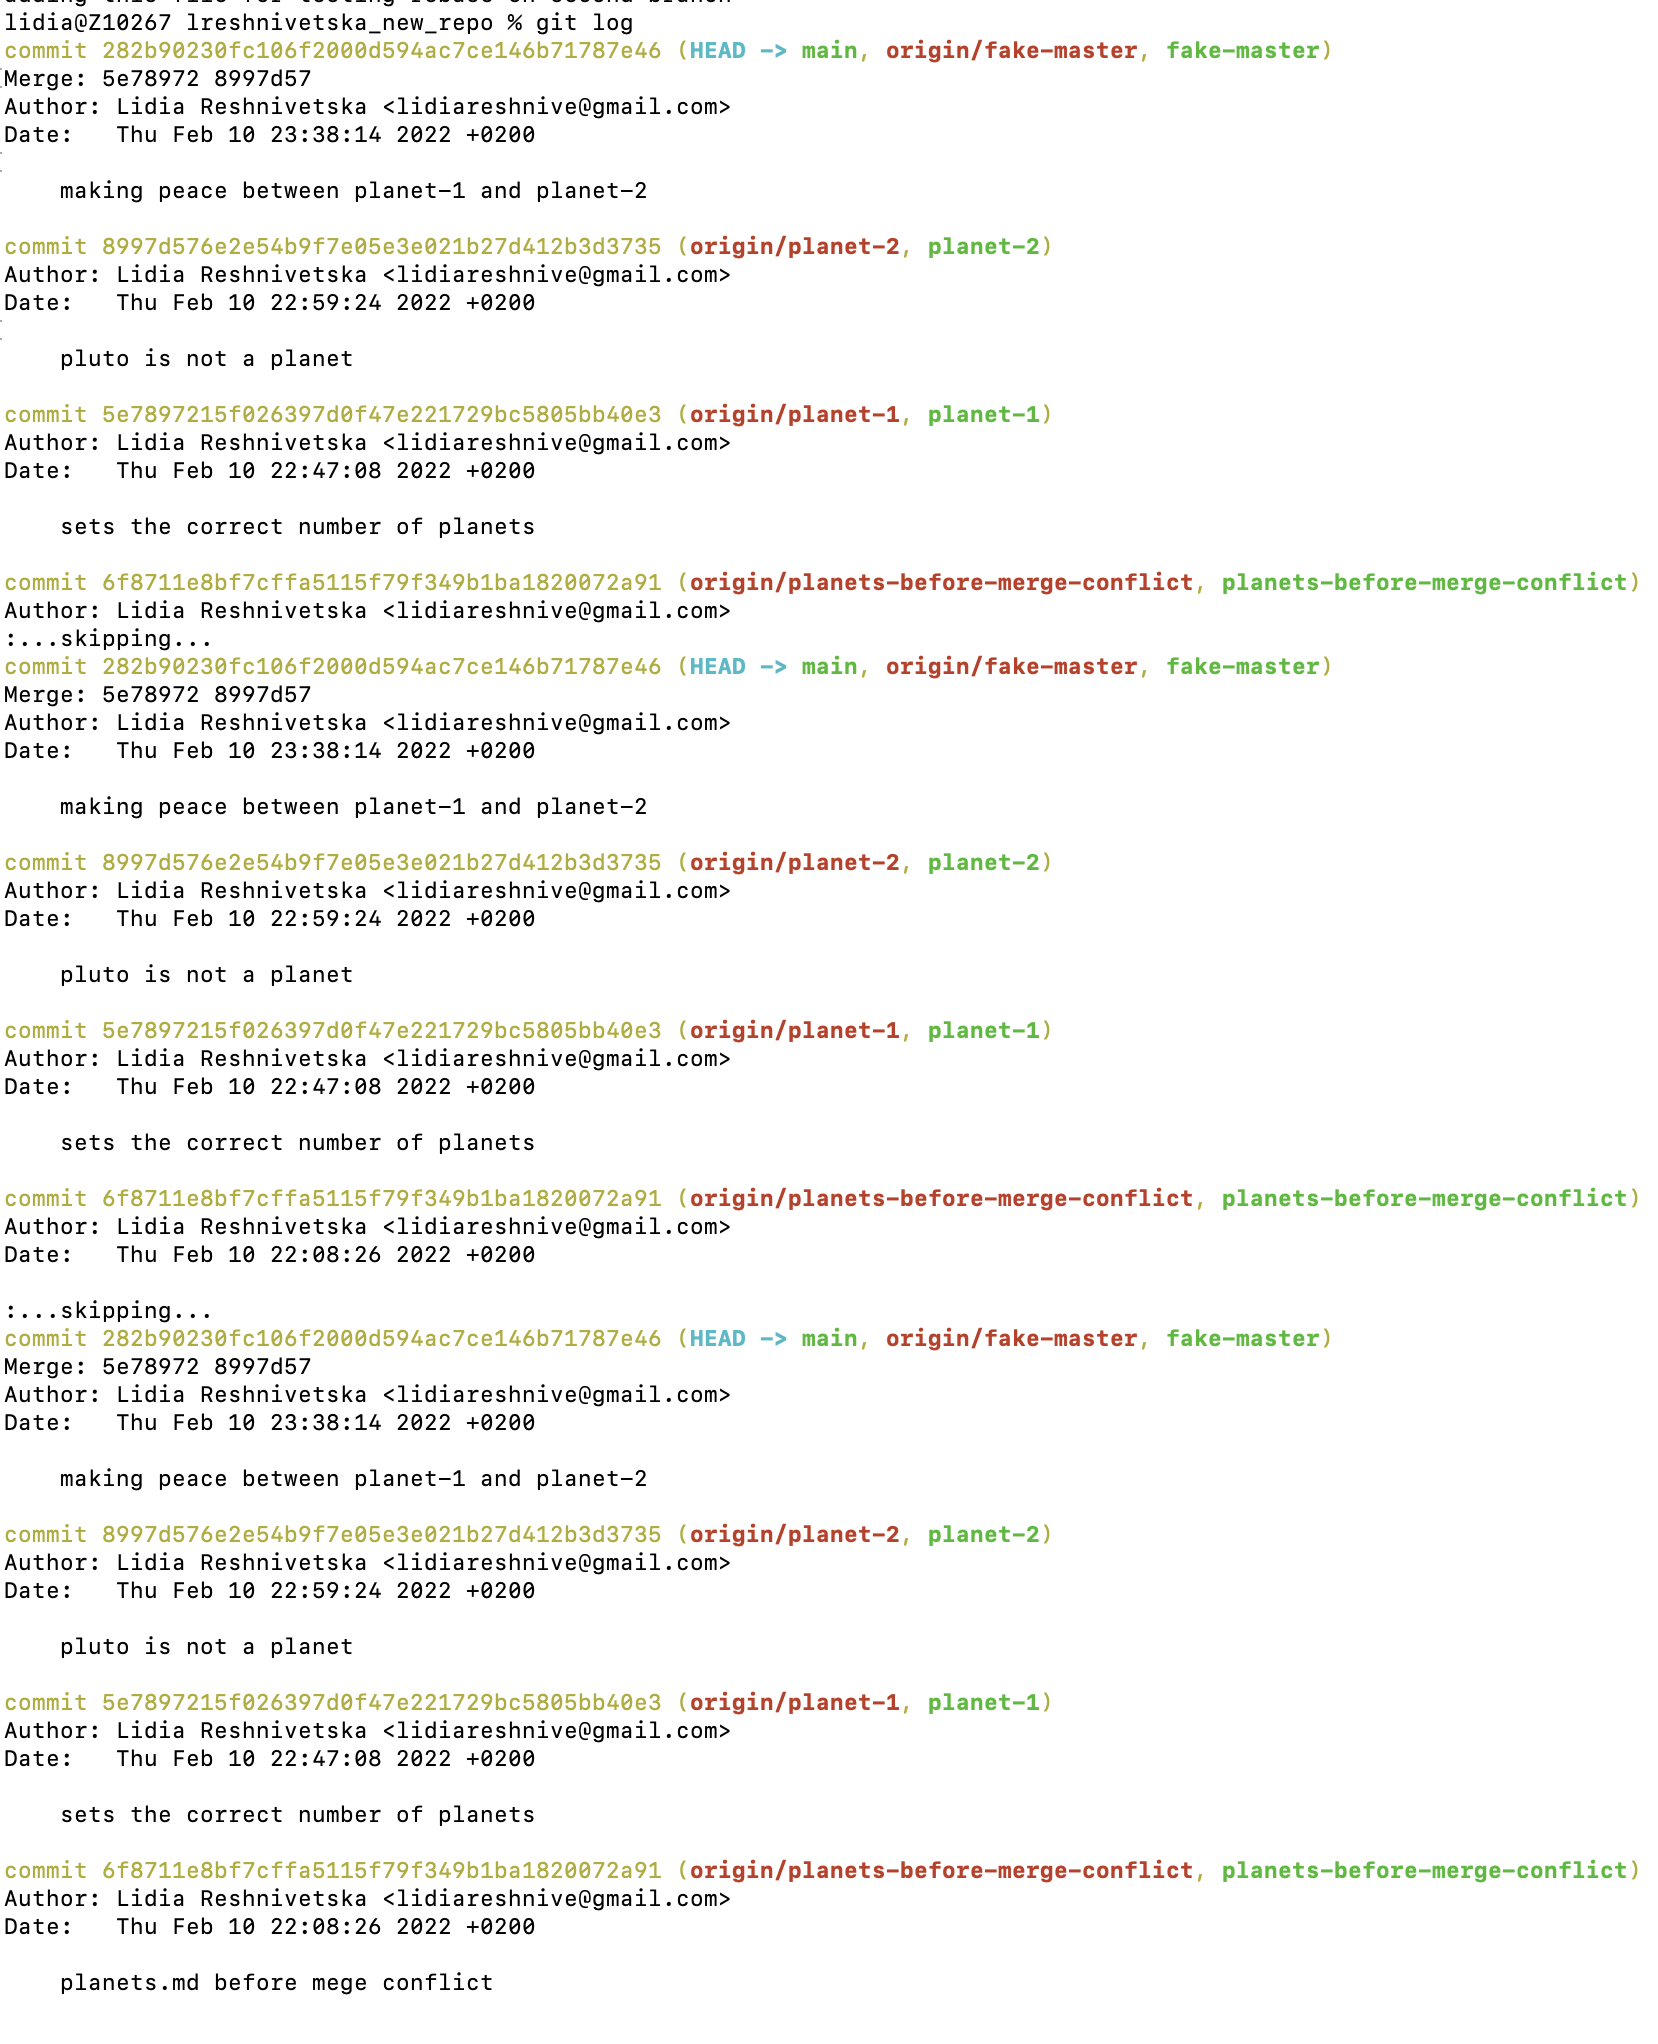 adding this file for testing rebase on second branch
lidia@Z10267 lreshnivetska_new_repo % git log
commit 282b90230fc106f2000d594ac7ce146b71787e46 (HEAD -> main, origin/fake-master, fake-master)
Merge: 5e78972 8997d57
Author: Lidia Reshnivetska <lidiareshnive@gmail.com>
Date:   Thu Feb 10 23:38:14 2022 +0200

    making peace between planet-1 and planet-2

commit 8997d576e2e54b9f7e05e3e021b27d412b3d3735 (origin/planet-2, planet-2)
Author: Lidia Reshnivetska <lidiareshnive@gmail.com>
Date:   Thu Feb 10 22:59:24 2022 +0200

    pluto is not a planet

commit 5e7897215f026397d0f47e221729bc5805bb40e3 (origin/planet-1, planet-1)
Author: Lidia Reshnivetska <lidiareshnive@gmail.com>
Date:   Thu Feb 10 22:47:08 2022 +0200

    sets the correct number of planets

commit 6f8711e8bf7cffa5115f79f349b1ba1820072a91 (origin/planets-before-merge-conflict, planets-before-merge-conflict)
Author: Lidia Reshnivetska <lidiareshnive@gmail.com>
:...skipping...
commit 282b90230fc106f2000d594ac7ce146b71787e46 (HEAD -> main, origin/fake-master, fake-master)
Merge: 5e78972 8997d57
Author: Lidia Reshnivetska <lidiareshnive@gmail.com>
Date:   Thu Feb 10 23:38:14 2022 +0200

    making peace between planet-1 and planet-2

commit 8997d576e2e54b9f7e05e3e021b27d412b3d3735 (origin/planet-2, planet-2)
Author: Lidia Reshnivetska <lidiareshnive@gmail.com>
Date:   Thu Feb 10 22:59:24 2022 +0200

    pluto is not a planet

commit 5e7897215f026397d0f47e221729bc5805bb40e3 (origin/planet-1, planet-1)
Author: Lidia Reshnivetska <lidiareshnive@gmail.com>
Date:   Thu Feb 10 22:47:08 2022 +0200

    sets the correct number of planets

commit 6f8711e8bf7cffa5115f79f349b1ba1820072a91 (origin/planets-before-merge-conflict, planets-before-merge-conflict)
Author: Lidia Reshnivetska <lidiareshnive@gmail.com>
Date:   Thu Feb 10 22:08:26 2022 +0200

:...skipping...
commit 282b90230fc106f2000d594ac7ce146b71787e46 (HEAD -> main, origin/fake-master, fake-master)
Merge: 5e78972 8997d57
Author: Lidia Reshnivetska <lidiareshnive@gmail.com>
Date:   Thu Feb 10 23:38:14 2022 +0200

    making peace between planet-1 and planet-2

commit 8997d576e2e54b9f7e05e3e021b27d412b3d3735 (origin/planet-2, planet-2)
Author: Lidia Reshnivetska <lidiareshnive@gmail.com>
Date:   Thu Feb 10 22:59:24 2022 +0200

    pluto is not a planet

commit 5e7897215f026397d0f47e221729bc5805bb40e3 (origin/planet-1, planet-1)
Author: Lidia Reshnivetska <lidiareshnive@gmail.com>
Date:   Thu Feb 10 22:47:08 2022 +0200

    sets the correct number of planets

commit 6f8711e8bf7cffa5115f79f349b1ba1820072a91 (origin/planets-before-merge-conflict, planets-before-merge-conflict)
Author: Lidia Reshnivetska <lidiareshnive@gmail.com>
Date:   Thu Feb 10 22:08:26 2022 +0200

    planets.md before mege conflict